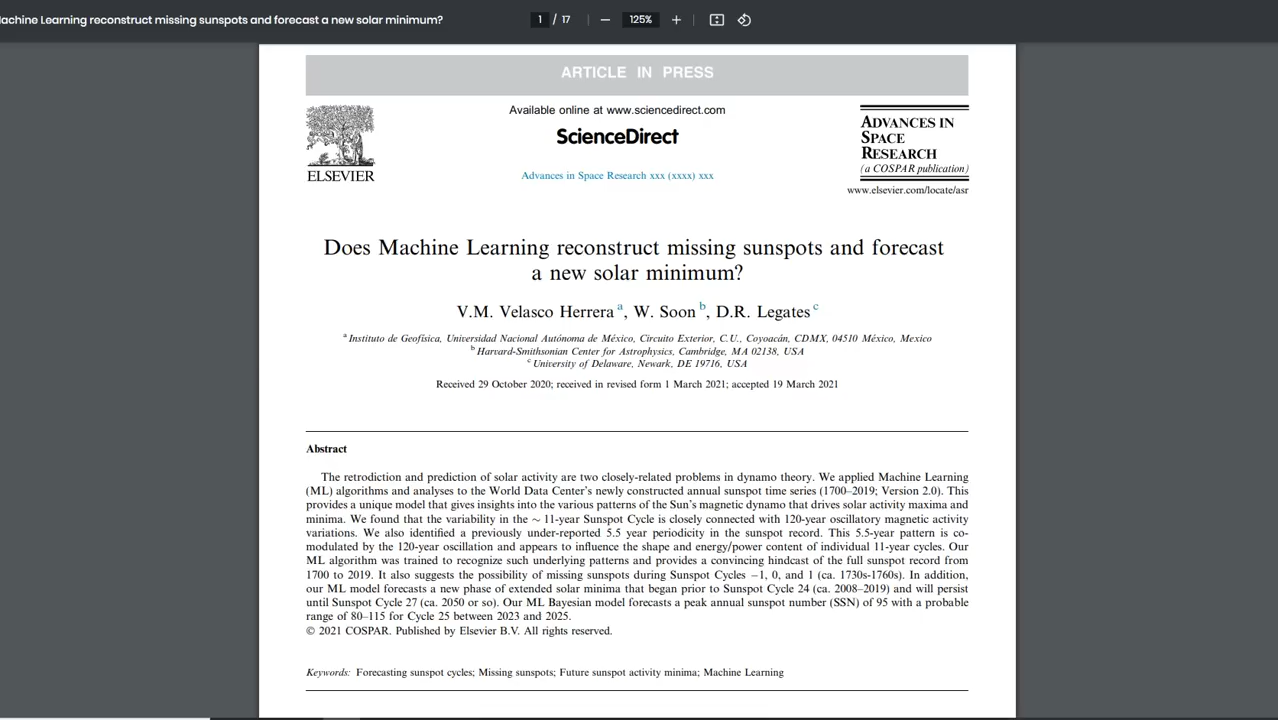 achine Learning reconstruct missing sunspots and forecast a new solar minimum?
1 / 17
125%
ARTICLE IN PRESS
Available online at www.sciencedirect.com
ScienceDirect
Advances in Space Research xxx (xxxx) xxx
ELSEVIER
ADVANCES IN
SPACE
RESEARCH
(a COSPAR publication)
www.elsevier.com/locate/asr
Does Machine Learning reconstruct missing sunspots and forecast
a new solar minimum?
V.M. Velasco Herrera a, W. Soon b, D.R. Legates c
a Instituto de Geofísica, Universidad Nacional Autónoma de México, Circuito Exterior, C.U., Coyoacán, CDMX, 04510 México, Mexico
b Harvard-Smithsonian Center for Astrophysics, Cambridge, MA 02138, USA
c University of Delaware, Newark, DE 19716, USA
Received 29 October 2020; received in revised form 1 March 2021; accepted 19 March 2021
Abstract
The retrodiction and prediction of solar activity are two closely-related problems in dynamo theory. We applied Machine Learning
(ML) algorithms and analyses to the World Data Center's newly constructed annual sunspot time series (1700–2019; Version 2.0). This
provides a unique model that gives insights into the various patterns of the Sun's magnetic dynamo that drives solar activity maxima and
minima. We found that the variability in the ~ 11-year Sunspot Cycle is closely connected with 120-year oscillatory magnetic activity
variations. We also identified a previously under-reported 5.5 year periodicity in the sunspot record. This 5.5-year pattern is co-
modulated by the 120-year oscillation and appears to influence the shape and energy/power content of individual 11-year cycles. Our
ML algorithm was trained to recognize such underlying patterns and provides a convincing hindcast of the full sunspot record from
1700 to 2019. It also suggests the possibility of missing sunspots during Sunspot Cycles −1, 0, and 1 (ca. 1730s-1760s). In addition,
our ML model forecasts a new phase of extended solar minima that began prior to Sunspot Cycle 24 (ca. 2008–2019) and will persist
until Sunspot Cycle 27 (ca. 2050 or so). Our ML Bayesian model forecasts a peak annual sunspot number (SSN) of 95 with a probable
range of 80–115 for Cycle 25 between 2023 and 2025.
© 2021 COSPAR. Published by Elsevier B.V. All rights reserved.
Keywords: Forecasting sunspot cycles; Missing sunspots; Future sunspot activity minima; Machine Learning